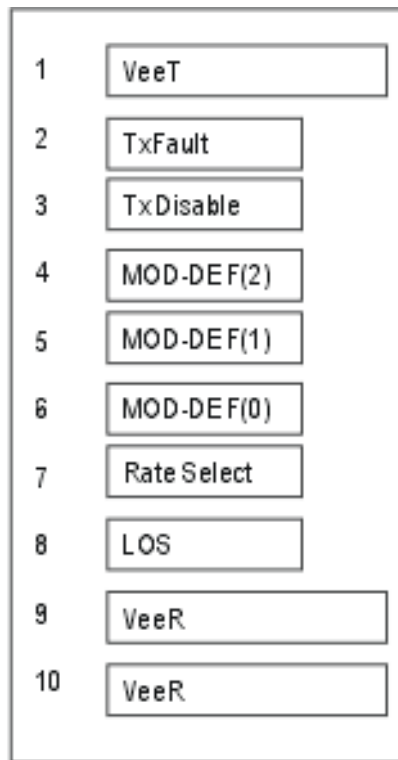 1 VeeT
2 TxFault
3 TxDisable
4 MOD-DEF(2)
5 MOD-DEF(1)
6 MOD-DEF(0)
7 Rate Select
8 LOS
9 VeeR
10 VeeR